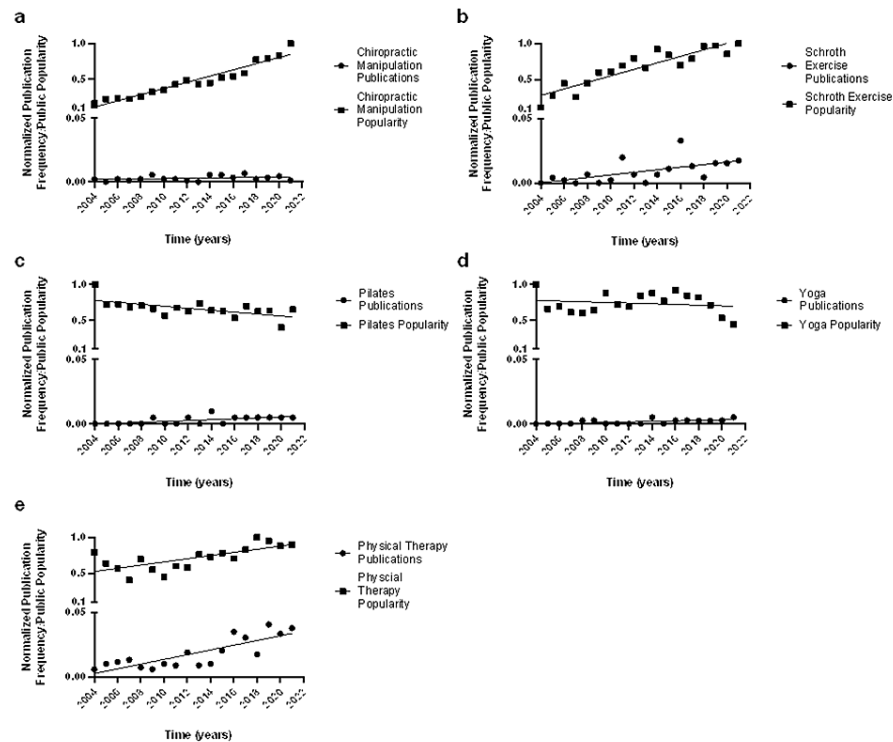 a
Normalized Publication
Frequency:Public Popularity
1.0
0.5
0.1
0.05
0.00
2004
2006
2008
2010
2012
2014
2016
2018
2020
2022
Time (years)
Chiropractic
Manipulation
Publications
Chiropractic
Manipulation
Popularity
b
Normalized Publication
Frequency:Public Popularity
1.0
0.5
0.1
0.05
0.00
2004
2006
2008
2010
2012
2014
2016
2018
2020
2022
Time (years)
Schroth
Exercise
Publications
Schroth Exercise
Popularity
c
Normalized Publication
Frequency:Public Popularity
1.0
0.5
0.1
0.05
0.00
2004
2006
2008
2010
2012
2014
2016
2018
2020
2022
Time (years)
Pilates
Publications
Pilates Popularity
d
Normalized Publication
Frequency:Public Popularity
1.0
0.5
0.1
0.05
0.00
2004
2006
2008
2010
2012
2014
2016
2018
2020
2022
Time (years)
Yoga
Publications
Yoga Popularity
e
Normalized Publication
Frequency:Public Popularity
1.0
0.5
0.1
0.05
0.00
2004
2006
2008
2010
2012
2014
2016
2018
2020
2022
Time (years)
Physical Therapy
Publications
Physcial
Therapy
Popularity